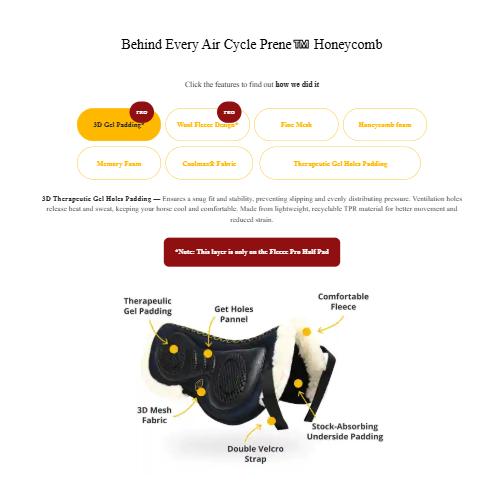 Behind Every Air Cycle Prene™ Honeycomb
Click the features to find out how we did it
PRO
PRO
3D Gel Padding*
Wool Fleece Design*
Fine Mesh
Honeycomb foam
Memory Foam
Coolmax® Fabric
Therapeutic Gel Holes Padding
3D Therapeutic Gel Holes Padding — Ensures a snug fit and stability, preventing slipping and evenly distributing pressure. Ventilation holes
release heat and sweat, keeping your horse cool and comfortable. Made from lightweight, recyclable TPR material for better movement and
reduced strain.
*Note: This layer is only on the Fleece Pro Half Pad
Therapeulic
Gel Padding
Get Holes
Pannel
Comfortable
Fleece
3D Mesh
Fabric
Double Velcro
Strap
Stock-Absorbing
Underside Padding